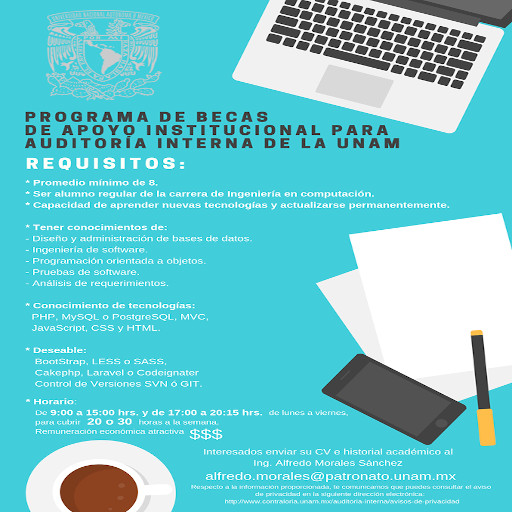 PROGRAMA DE BECAS
DE APOYO INSTITUCIONAL PARA
AUDITORÍA INTERNA DE LA UNAM
REQUISITOS:
* Promedio mínimo de 8.
* Ser alumno regular de la carrera de Ingeniería en computación.
* Capacidad de aprender nuevas tecnologías y actualizarse permanentemente.
* Tener conocimientos de:
- Diseño y administración de bases de datos.
- Ingeniería de software.
- Programación orientada a objetos.
- Pruebas de software.
- Análisis de requerimientos.
* Conocimiento de tecnologías:
PHP, MySQL o PostgreSQL, MVC,
JavaScript, CSS y HTML.
* Deseable:
BootStrap, LESS o SASS,
Cakephp, Laravel o Codeignator
Control de Versiones SVN ó GIT.
* Horario:
De 9:00 a 15:00 hrs. y de 17:00 a 20:15 hrs. de lunes a viernes,
para cubrir 20 o 30 horas a la semana.
Remuneración económica atractiva $$$
Interesados enviar su CV e historial académico al
Ing. Alfredo Morales Sánchez
alfredo.morales@patronato.unam.mx
Respecto a la información proporcionada, te comunicamos que puedes consultar el aviso
de privacidad en la siguiente dirección electrónica:
http://www.contraloria.unam.mx/auditoria-interna/avisos-de-privacidad